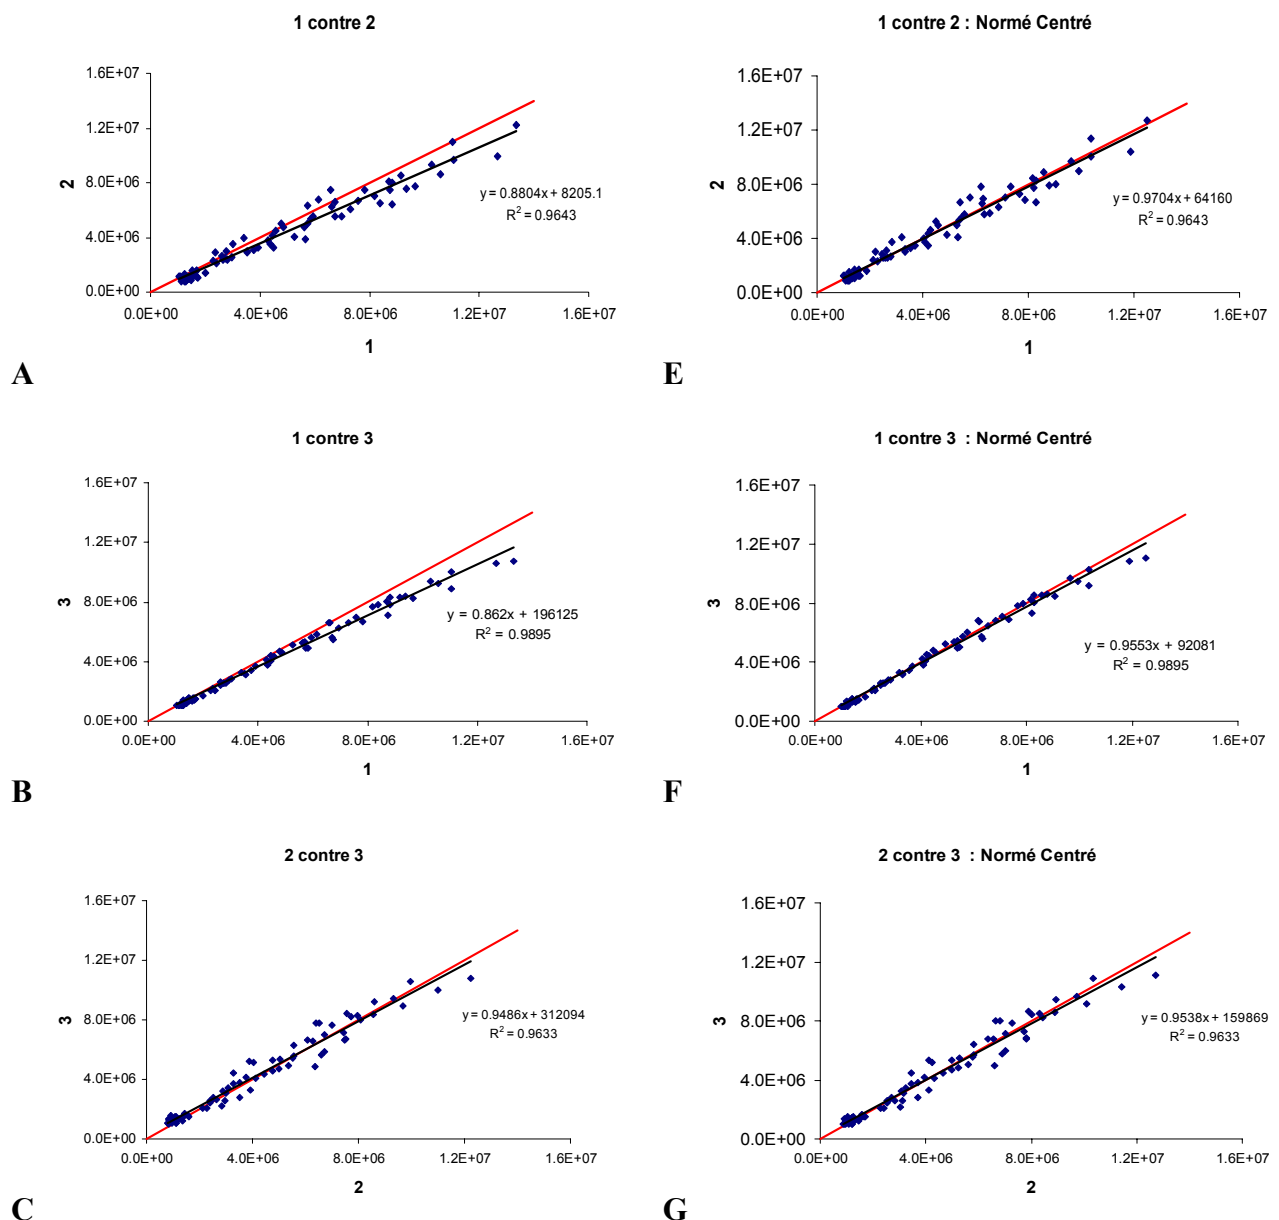 1 contre 2
1.6E+07
1.2E+07
8.0E+06
4.0E+06
0.0E+00
2
y = 0.8804x + 8205.1
R² = 0.9643
0.0E+00 4.0E+06 8.0E+06 1.2E+07 1.6E+07
1
A
1 contre 2 : Normé Centré
1.6E+07
1.2E+07
8.0E+06
4.0E+06
0.0E+00
2
y = 0.9704x + 64160
R² = 0.9643
0.0E+00 4.0E+06 8.0E+06 1.2E+07 1.6E+07
1
E
1 contre 3
1.6E+07
1.2E+07
8.0E+06
4.0E+06
0.0E+00
3
y = 0.862x + 196125
R² = 0.9895
0.0E+00 4.0E+06 8.0E+06 1.2E+07 1.6E+07
1
B
1 contre 3 : Normé Centré
1.6E+07
1.2E+07
8.0E+06
4.0E+06
0.0E+00
3
y = 0.9553x + 92081
R² = 0.9895
0.0E+00 4.0E+06 8.0E+06 1.2E+07 1.6E+07
1
F
2 contre 3
1.6E+07
1.2E+07
8.0E+06
4.0E+06
0.0E+00
3
y = 0.9486x + 312094
R² = 0.9633
0.0E+00 4.0E+06 8.0E+06 1.2E+07 1.6E+07
2
C
2 contre 3 : Normé Centré
1.6E+07
1.2E+07
8.0E+06
4.0E+06
0.0E+00
3
y = 0.9538x + 159869
R² = 0.9633
0.0E+00 4.0E+06 8.0E+06 1.2E+07 1.6E+07
2
G